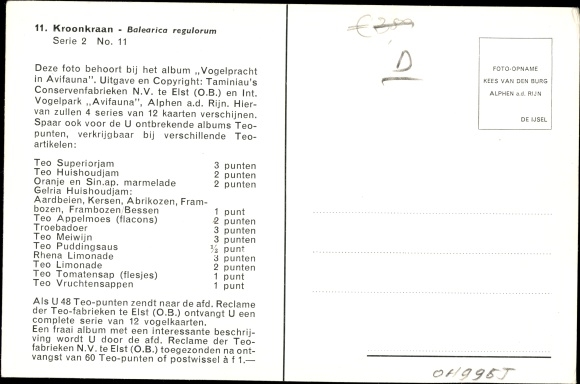 11. Kroonkraan - Balearica regulorum
Serie 2 No. 11
Deze foto behoort bij het album „Vogelpracht
in Avifauna". Uitgave en Copyright: Taminiau's
Conservenfabrieken N.V. te Elst (O.B.) en Int.
Vogelpark „Avifauna", Alphen a.d. Rijn. Hier-
van zullen 4 series van 12 kaarten verschijnen.
Spaar ook voor de U ontbrekende albums Teo-
punten, verkrijgbaar bij verschillende Teo-
artikelen:
Teo Superiorjam 3 punten
Teo Huishoudjam 2 punten
Oranje en Sin.ap. marmelade 2 punten
Gelria Huishoudjam:
Aardbeien, Kersen, Abrikozen, Fram-
bozen, Frambozen/Bessen 1 punt
Teo Appelmoes (flacons) 2 punten
Troebadoer 3 punten
Teo Meiwijn 3 punten
Teo Puddingsaus ½ punt
Rhena Limonade 3 punten
Teo Limonade 2 punten
Teo Tomatensap (flesjes) 1 punt
Teo Vruchtensappen 1 punt
Als U 48 Teo-punten zendt naar de afd. Reclame
der Teo-fabrieken te Elst (O.B.) ontvangt U een
complete serie van 12 vogelkaarten.
Een fraai album met een interessante beschrij-
ving wordt U door de afd. Reclame der Teo-
fabrieken N.V. te Elst (O.B.) toegezonden na ont-
vangst van 60 Teo-punten of postwissel à f 1.—
D
FOTO-OPNAME
KEES VAN DEN BURG
ALPHEN a.d. RIJN
DE IJSEL